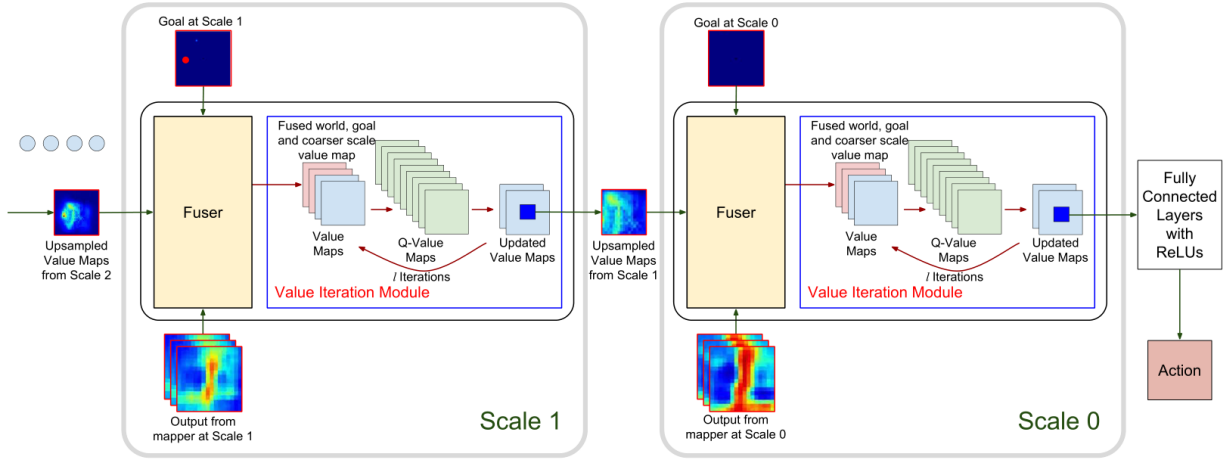 Goal at Scale 1
Fuser
Fused world, goal
and coarser scale
value map
Value
Maps
Q-Value
Maps
Updated
Value Maps
l Iterations
Value Iteration Module
Upsampled
Value Maps
from Scale 2
Output from
mapper at Scale 1
Scale 1
Upsampled
Value Maps
from Scale 1
Goal at Scale 0
Fuser
Fused world, goal
and coarser scale
value map
Value
Maps
Q-Value
Maps
Updated
Value Maps
l Iterations
Value Iteration Module
Output from
mapper at Scale 0
Scale 0
Fully
Connected
Layers
with
ReLUs
Action